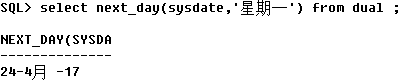 SQL> select next_day(sysdate,'星期一') from dual ;
NEXT_DAY(SYSDA
--------------
24-4月 -17